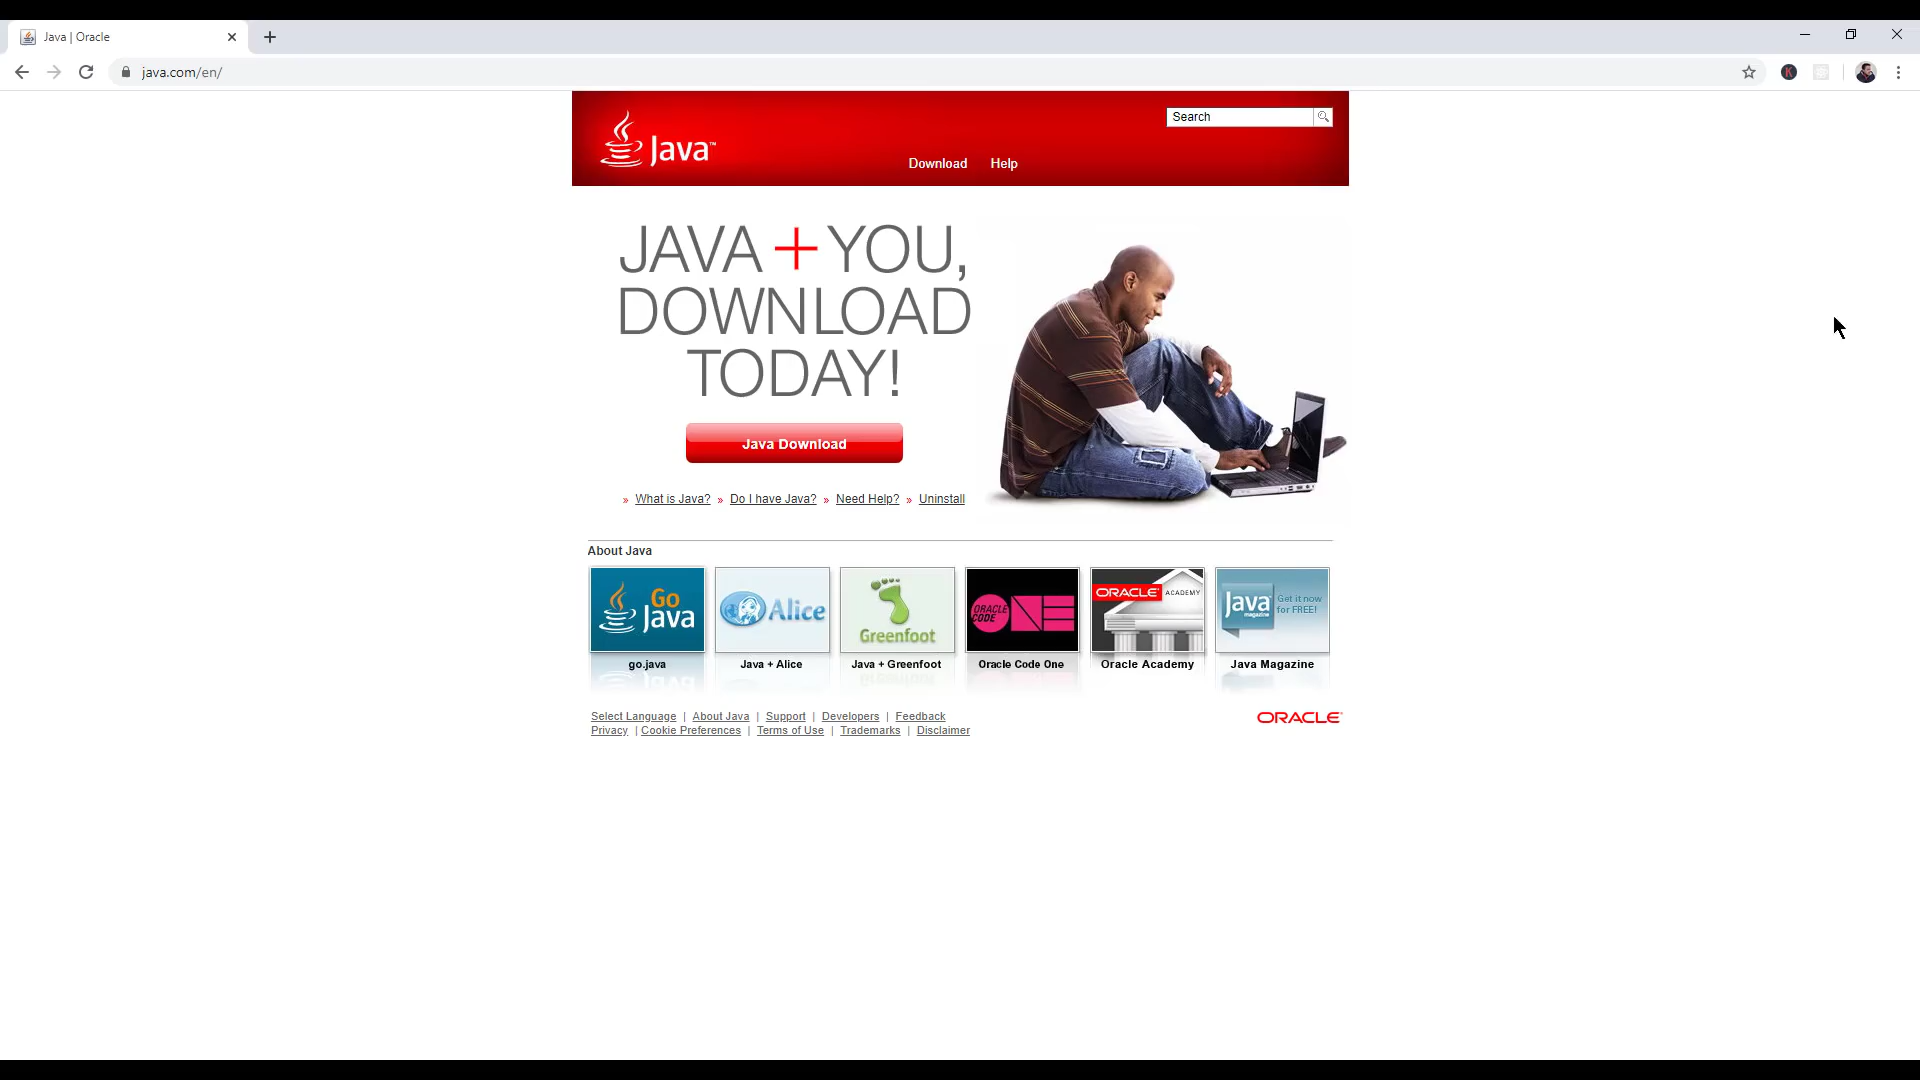 Java | Oracle
java.com/en/
Java™
Search
Download Help
JAVA + YOU,
DOWNLOAD
TODAY!
Java Download
» What is Java? » Do I have Java? » Need Help? » Uninstall
About Java
Go Java
Alice
Greenfoot
ORACLE CODE ONE
ORACLE ACADEMY
Java magazine Get it now for FREE!
go.java
Java + Alice
Java + Greenfoot
Oracle Code One
Oracle Academy
Java Magazine
Select Language | About Java | Support | Developers | Feedback
Privacy | Cookie Preferences | Terms of Use | Trademarks | Disclaimer
ORACLE
K